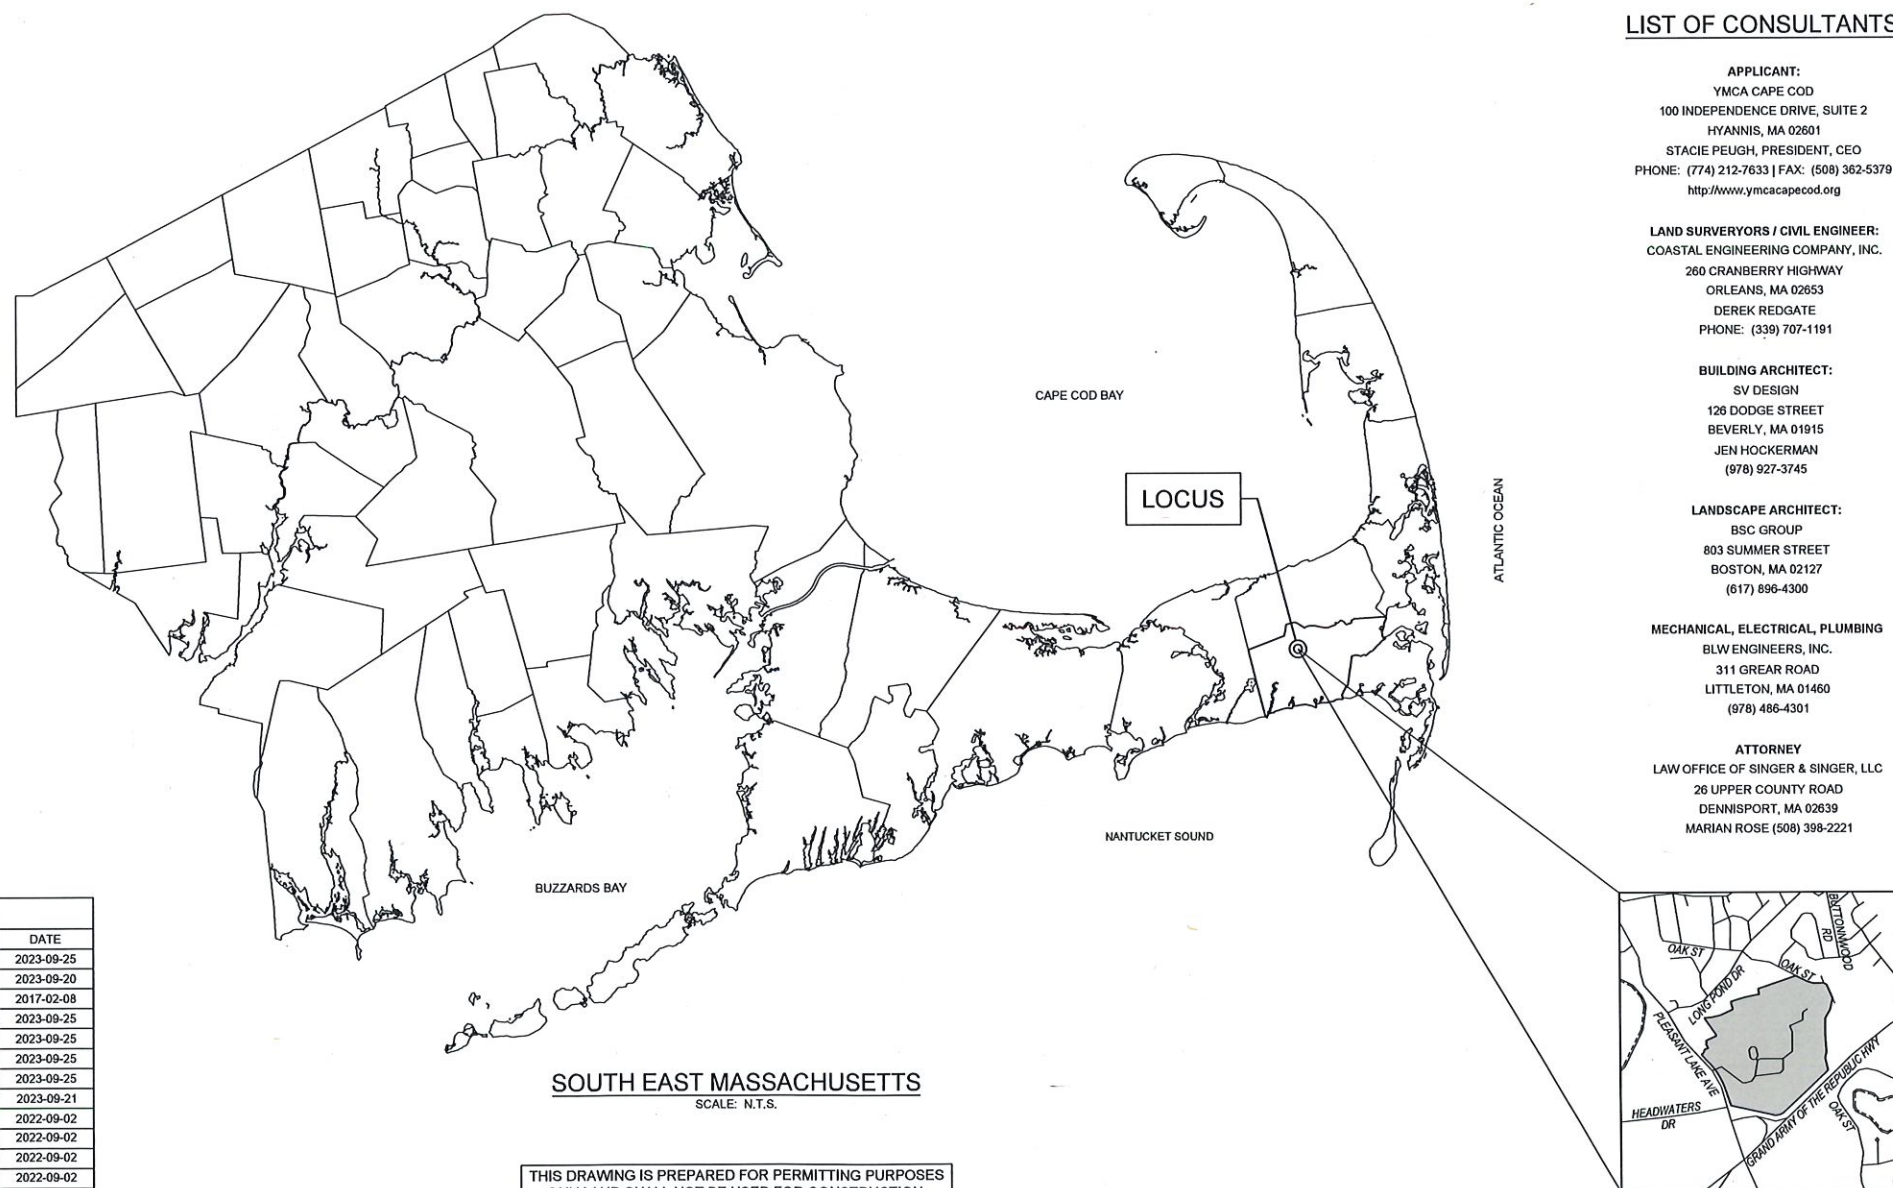 LIST OF CONSULTANTS
APPLICANT:
YMCA CAPE COD
100 INDEPENDENCE DRIVE, SUITE 2
HYANNIS, MA 02601
STACIE PEUGH, PRESIDENT, CEO
PHONE: (774) 212-7633 | FAX: (508) 362-5379
http://www.ymcacapecod.org
LAND SURVERYORS / CIVIL ENGINEER:
COASTAL ENGINEERING COMPANY, INC.
260 CRANBERRY HIGHWAY
ORLEANS, MA 02653
DEREK REDGATE
PHONE: (339) 707-1191
BUILDING ARCHITECT:
SV DESIGN
126 DODGE STREET
BEVERLY, MA 01915
JEN HOCKERMAN
(978) 927-3745
LANDSCAPE ARCHITECT:
BSC GROUP
803 SUMMER STREET
BOSTON, MA 02127
(617) 896-4300
MECHANICAL, ELECTRICAL, PLUMBING
BLW ENGINEERS, INC.
311 GREAR ROAD
LITTLETON, MA 01460
(978) 486-4301
ATTORNEY
LAW OFFICE OF SINGER & SINGER, LLC
26 UPPER COUNTY ROAD
DENNISPORT, MA 02639
MARIAN ROSE (508) 398-2221
CAPE COD BAY
LOCUS
ATLANTIC OCEAN
NANTUCKET SOUND
BUZZARDS BAY
DATE
2023-09-25
2023-09-20
2017-02-08
2023-09-25
2023-09-25
2023-09-25
2023-09-25
2023-09-21
2022-09-02
2022-09-02
2022-09-02
2022-09-02
SOUTH EAST MASSACHUSETTS
SCALE: N.T.S.
THIS DRAWING IS PREPARED FOR PERMITTING PURPOSES
BUTTONWOOD
RD
OAK ST
OAK ST
LONG POND DR
PLEASANT LAKE AVE
HEADWATERS
DR
GRAND ARMY OF THE REPUBLIC HWY
OAK ST